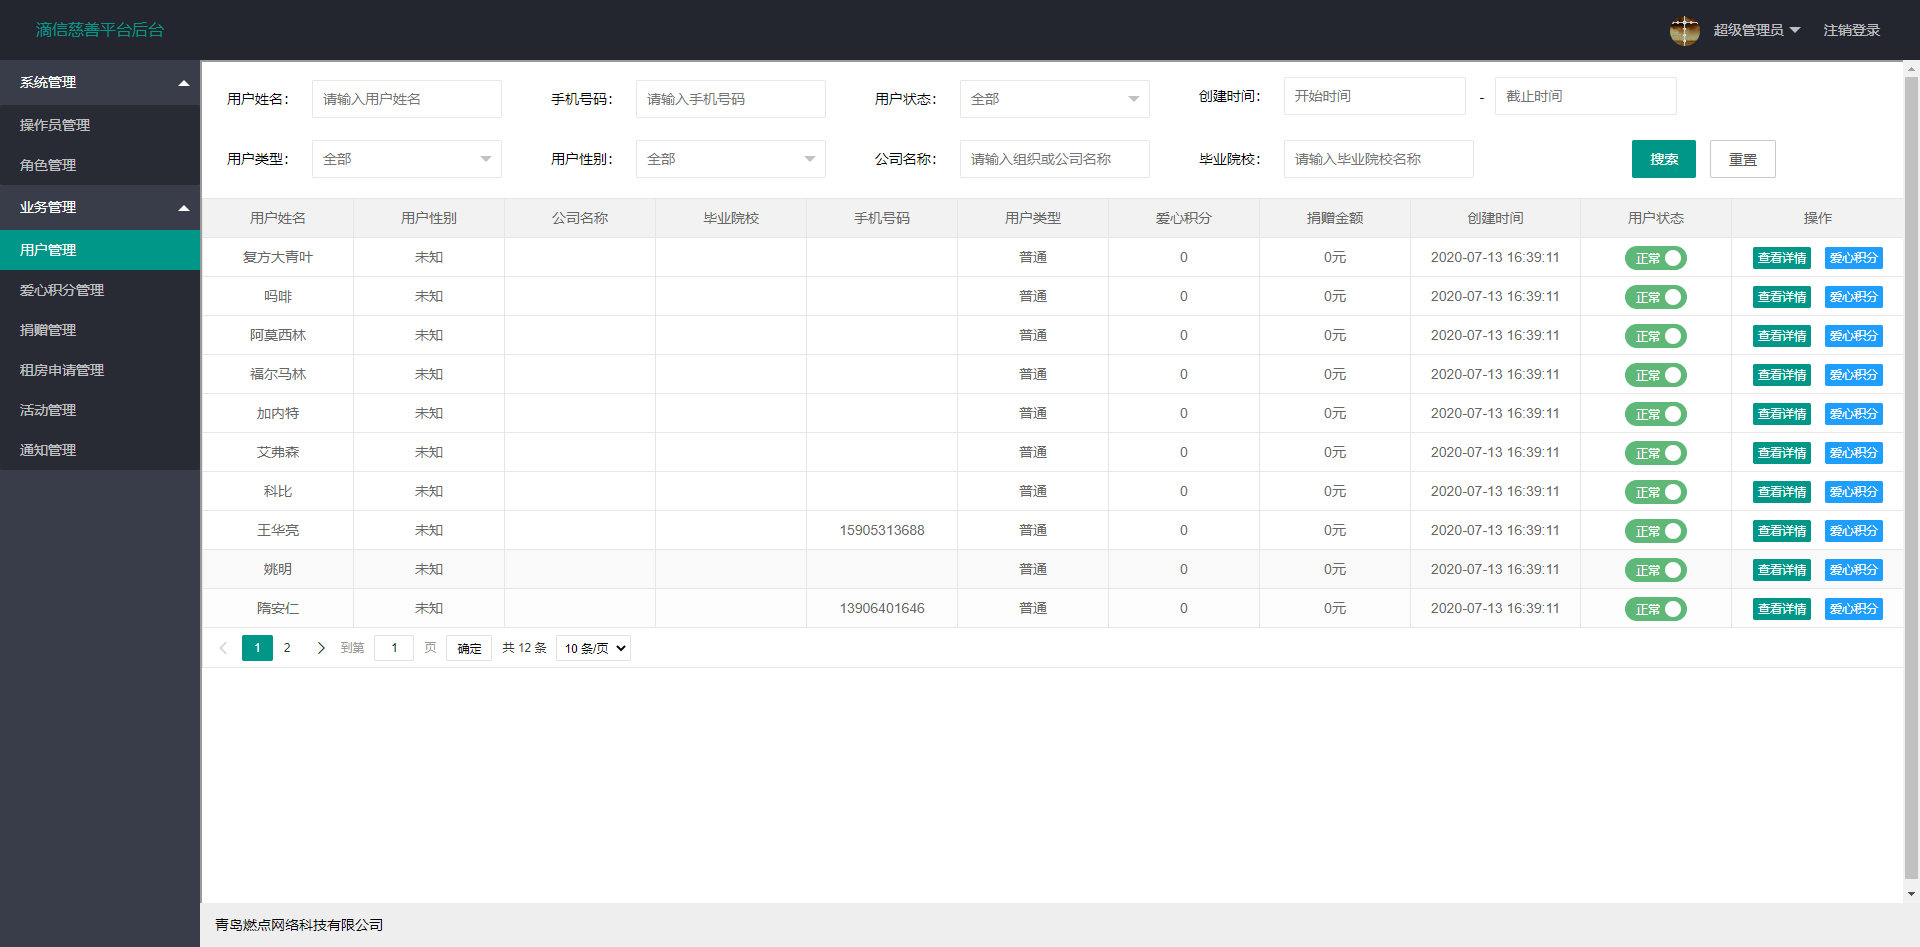 滴信慈善平台后台
超级管理员 注销登录
系统管理
操作员管理
角色管理
业务管理
用户管理
爱心积分管理
捐赠管理
租房申请管理
活动管理
通知管理
用户姓名： 请输入用户姓名 手机号码： 请输入手机号码 用户状态： 全部 创建时间： 开始时间 - 截止时间
用户类型： 全部 用户性别： 全部 公司名称： 请输入组织或公司名称 毕业院校： 请输入毕业院校名称 搜索 重置
用户姓名 用户性别 公司名称 毕业院校 手机号码 用户类型 爱心积分 捐赠金额 创建时间 用户状态 操作
复方大青叶 未知 普通 0 0元 2020-07-13 16:39:11 正常 查看详情 爱心积分
吗啡 未知 普通 0 0元 2020-07-13 16:39:11 正常 查看详情 爱心积分
阿莫西林 未知 普通 0 0元 2020-07-13 16:39:11 正常 查看详情 爱心积分
福尔马林 未知 普通 0 0元 2020-07-13 16:39:11 正常 查看详情 爱心积分
加内特 未知 普通 0 0元 2020-07-13 16:39:11 正常 查看详情 爱心积分
艾弗森 未知 普通 0 0元 2020-07-13 16:39:11 正常 查看详情 爱心积分
科比 未知 普通 0 0元 2020-07-13 16:39:11 正常 查看详情 爱心积分
王华亮 未知 15905313688 普通 0 0元 2020-07-13 16:39:11 正常 查看详情 爱心积分
姚明 未知 普通 0 0元 2020-07-13 16:39:11 正常 查看详情 爱心积分
隋安仁 未知 13906401646 普通 0 0元 2020-07-13 16:39:11 正常 查看详情 爱心积分
1 2 到第 1 页 确定 共 12 条 10 条/页
青岛燃点网络科技有限公司